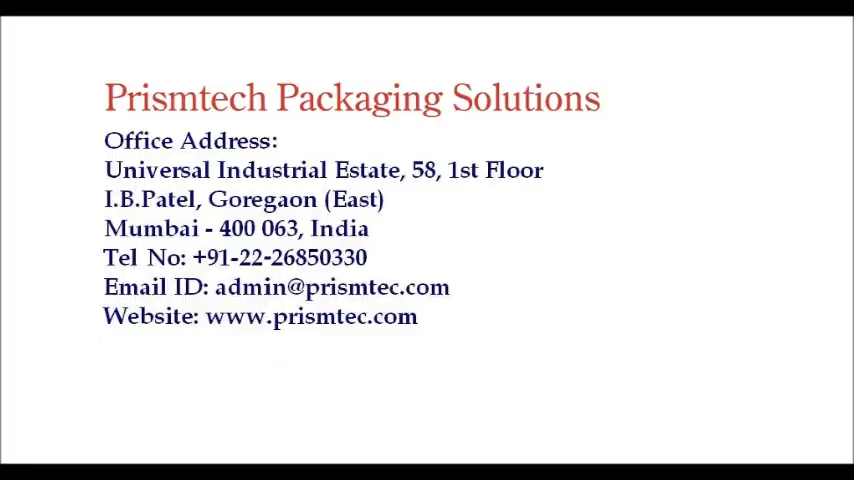 Prismtech Packaging Solutions
Office Address:
Universal Industrial Estate, 58, 1st Floor
I.B.Patel, Goregaon (East)
Mumbai - 400 063, India
Tel No: +91-22-26850330
Email ID: admin@prismtec.com
Website: www.prismtec.com